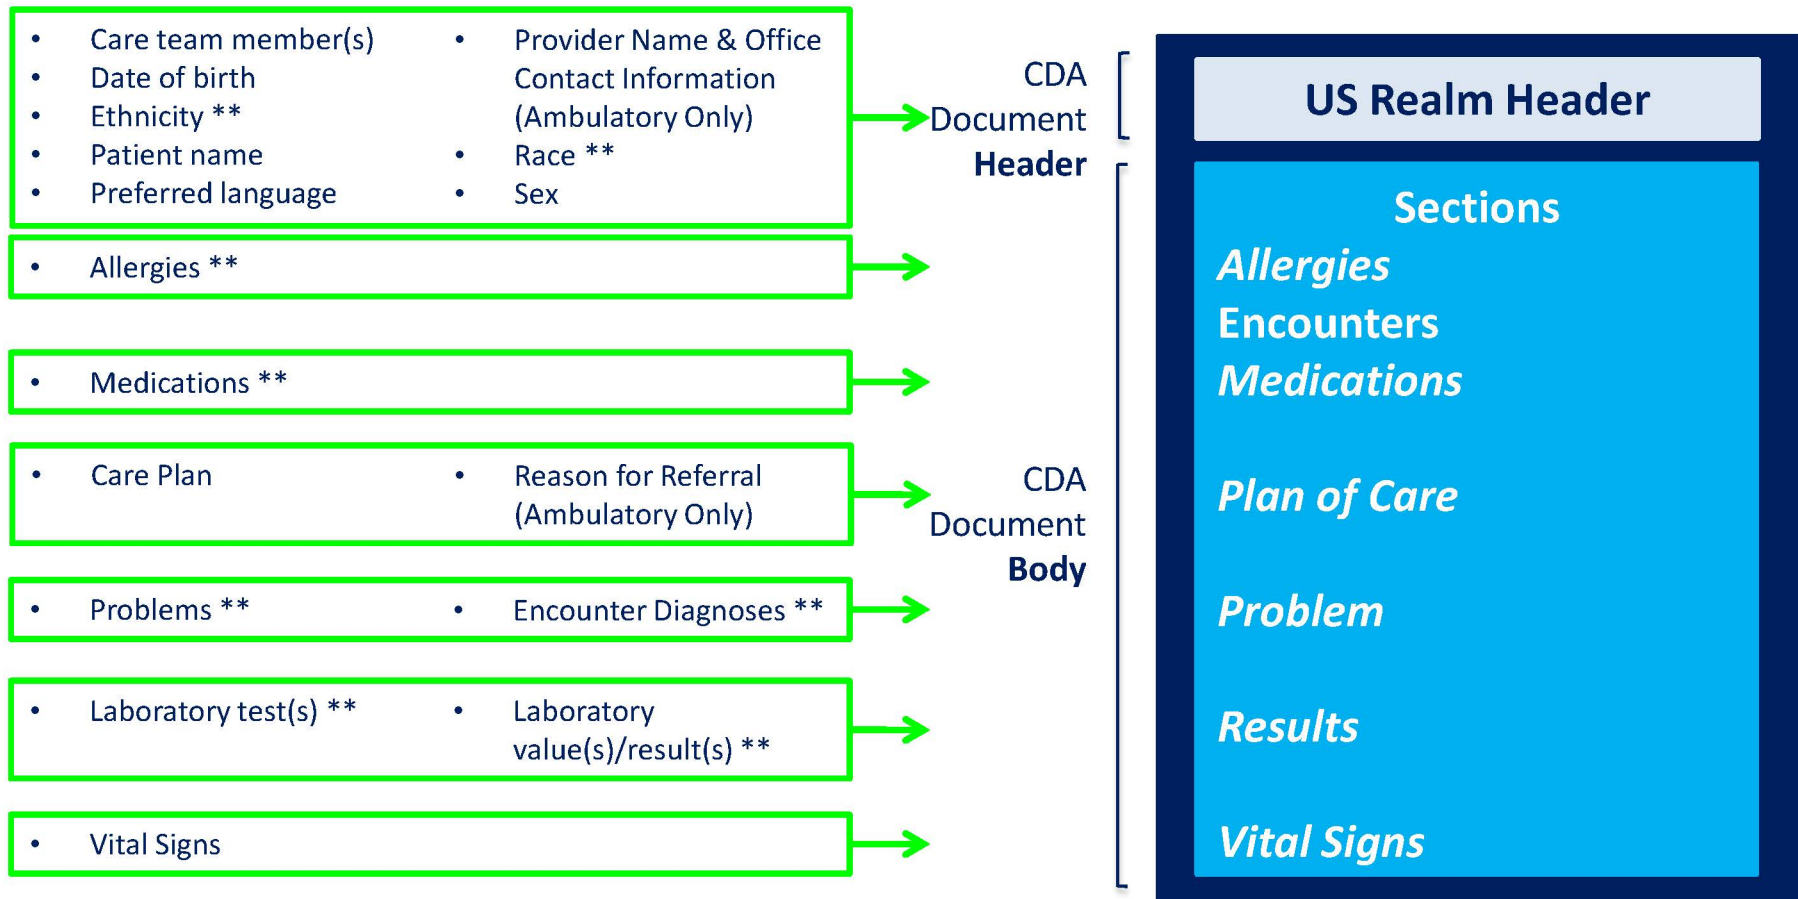 • Care team member(s)
• Date of birth
• Ethnicity **
• Patient name
• Preferred language
• Provider Name & Office
Contact Information
(Ambulatory Only)
• Race **
• Sex
• Allergies **
• Medications **
• Care Plan
• Reason for Referral
(Ambulatory Only)
• Problems **
• Encounter Diagnoses **
• Laboratory test(s) **
• Laboratory
value(s)/result(s) **
• Vital Signs
CDA
Document
Header
CDA
Document
Body
US Realm Header
Sections
Allergies
Encounters
Medications
Plan of Care
Problem
Results
Vital Signs